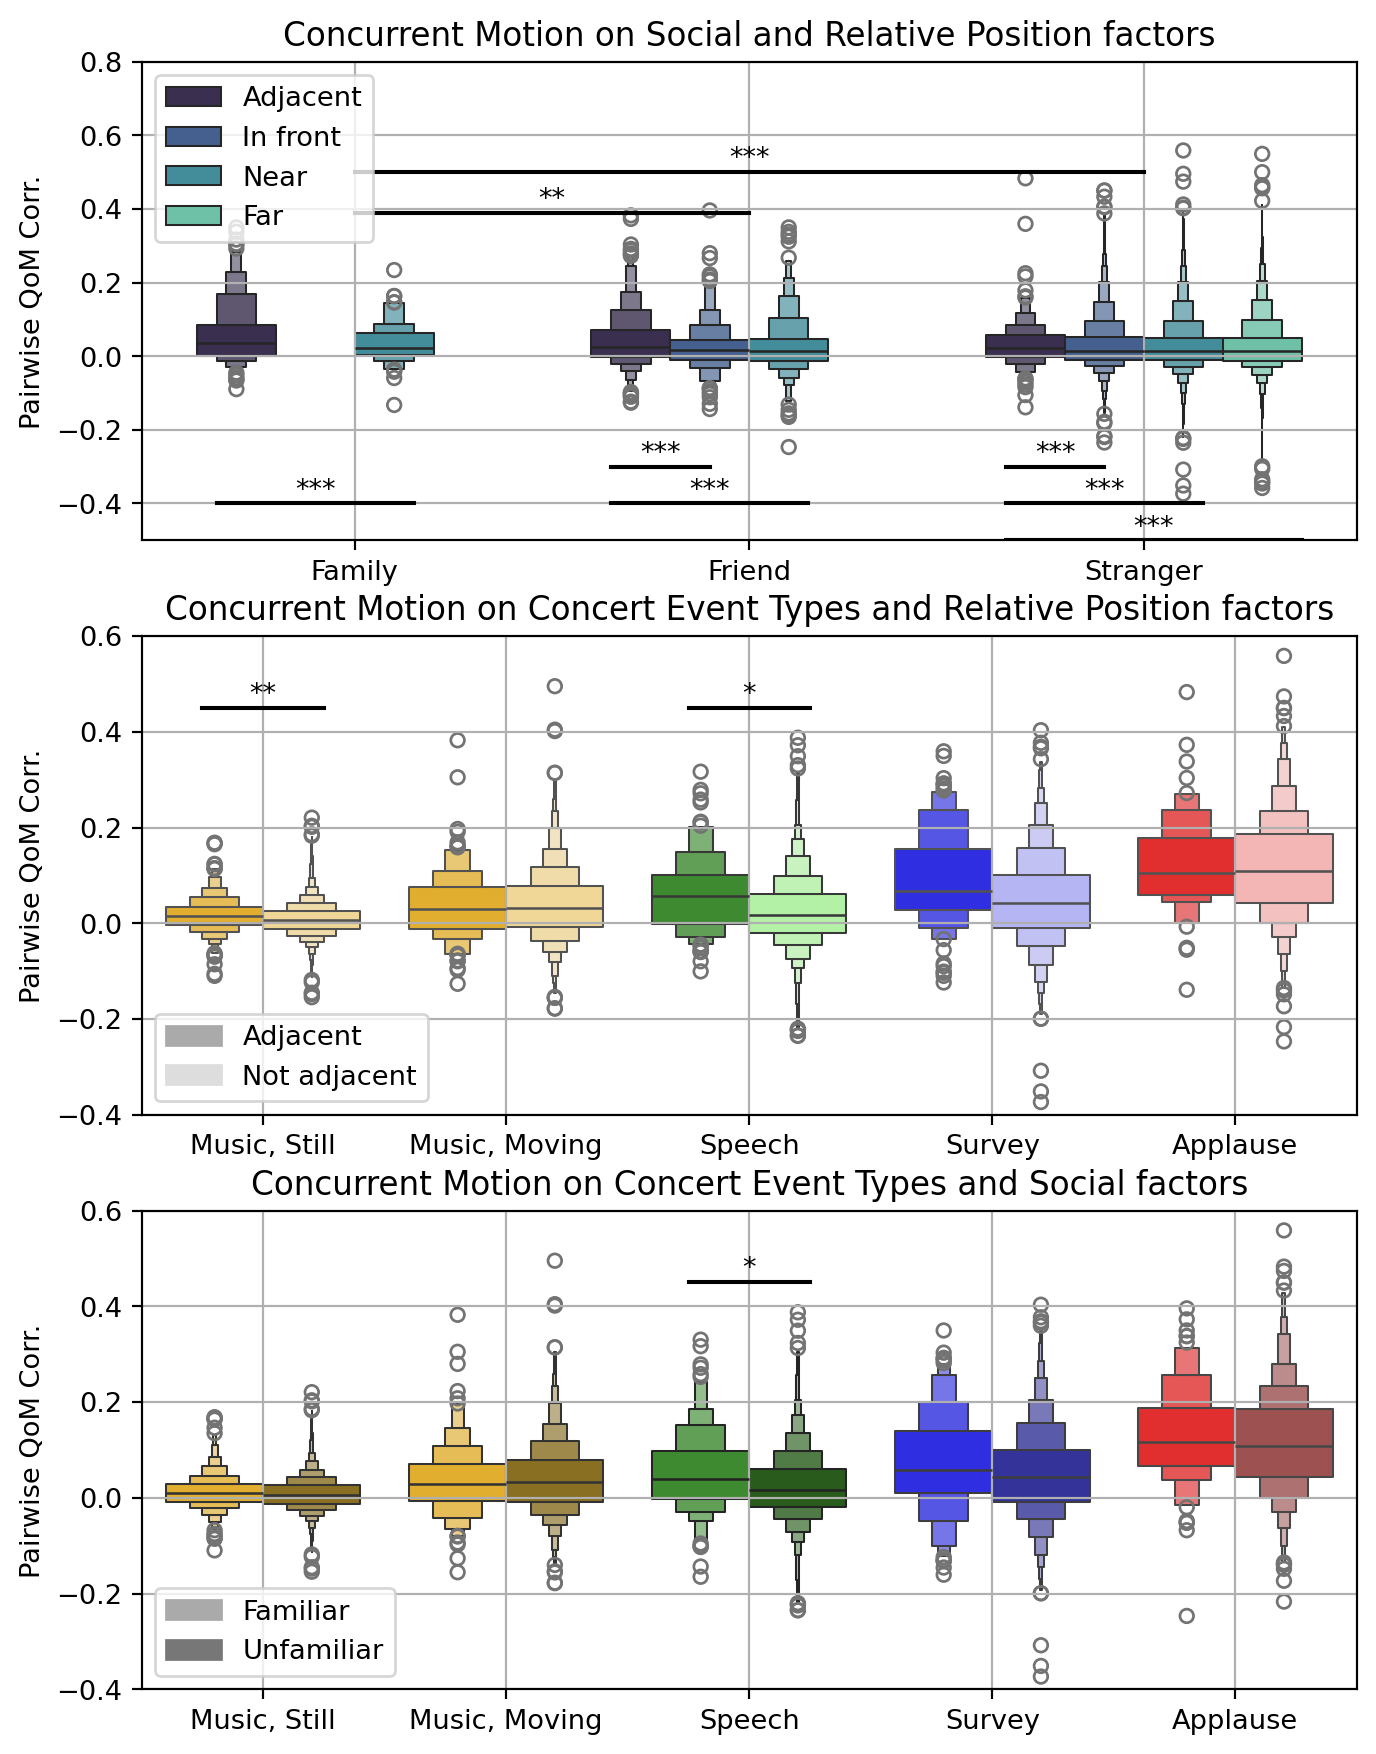 Concurrent Motion on Social and Relative Position factors
Pairwise QoM Corr.
0.8
0.6
0.4
0.2
0.0
−0.2
−0.4
Adjacent
In front
Near
Far
***
**
***
***
***
***
***
***
Family Friend Stranger
Concurrent Motion on Concert Event Types and Relative Position factors
Pairwise QoM Corr.
0.6
0.4
0.2
0.0
−0.2
−0.4
** *
Adjacent
Not adjacent
Music, Still Music, Moving Speech Survey Applause
Concurrent Motion on Concert Event Types and Social factors
Pairwise QoM Corr.
0.6
0.4
0.2
0.0
−0.2
−0.4
*
Familiar
Unfamiliar
Music, Still Music, Moving Speech Survey Applause